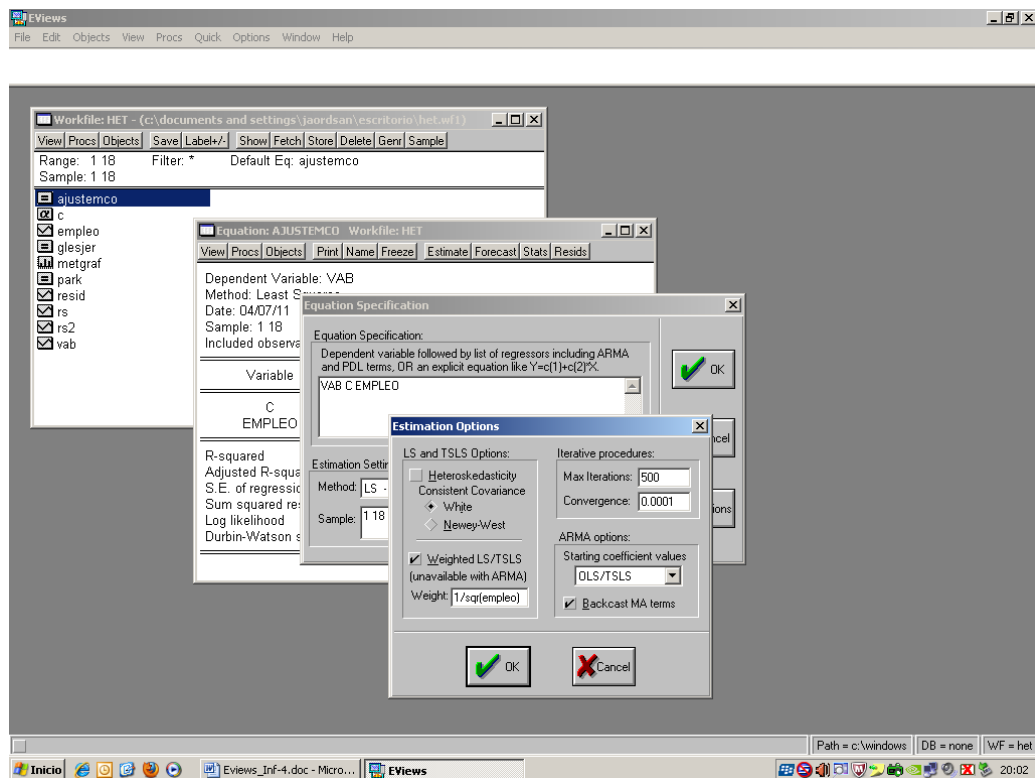 EViews
File Edit Objects View Procs Quick Options Window Help
Workfile: HET - (c:\documents and settings\jaordsan\escritorio\het.wf1)
View Procs Objects Save Label+/- Show Fetch Store Delete Genr Sample
Range: 1 18 Filter: * Default Eq: ajustemco
Sample: 1 18
ajustemco
c
empleo
glesjer
metgraf
park
resid
rs
rs2
vab
Equation: AJUSTEMCO Workfile: HET
View Procs Objects Print Name Freeze Estimate Forecast Stats Resids
Dependent Variable: VAB
Method: Least
Date: 04/07/11
Sample: 1 18
Included
Variable
C
EMPLEO
R-squared
Adjusted
S.E. of
Sum squared
Log likelihood
Durbin-Watson
Equation Specification
Equation Specification:
Dependent variable followed by list of regressors including ARMA
and PDL terms, OR an explicit equation like Y=c(1)+c(2)*X.
VAB C EMPLEO
OK
Estimation
Method: LS -
Sample: 1 18
Estimation Options
LS and TSLS Options:
Heteroskedasticity
Consistent Covariance
White
Newey-West
Weighted LS/TSLS
(unavailable with ARMA)
Weight: 1/sqr(empleo)
Iterative procedures:
Max Iterations: 500
Convergence: 0.0001
ARMA options:
Starting coefficient values
OLS/TSLS
Backcast MA terms
OK Cancel
Path = c:\windows DB = none WF = het
Inicio Eviews_Inf-4.doc - Micro... EViews 20:02